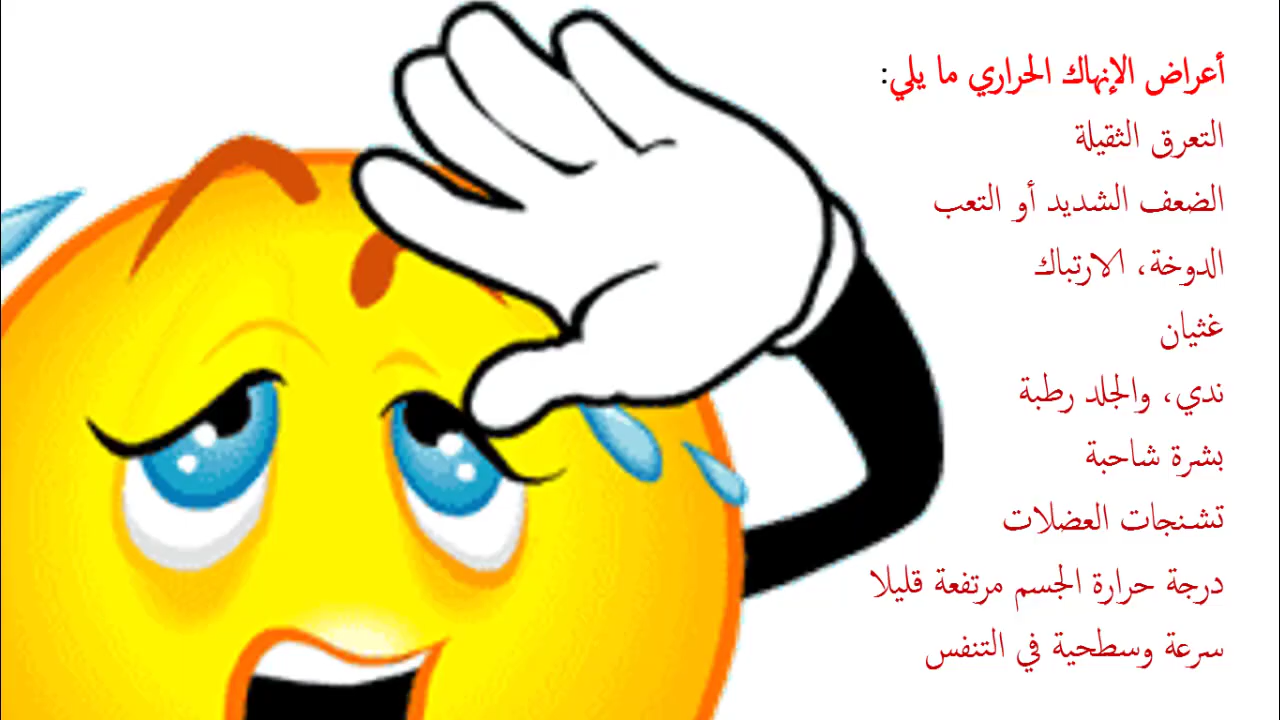 أعراض الإنهاك الحراري ما يلي:
التعرق الثقيلة
الضعف الشديد أو التعب
الدوخة، الارتباك
غثيان
ندي، والجلد رطبة
بشرة شاحبة
تشنجات العضلات
درجة حرارة الجسم مرتفعة قليلا
سرعة وسطحية في التنفس